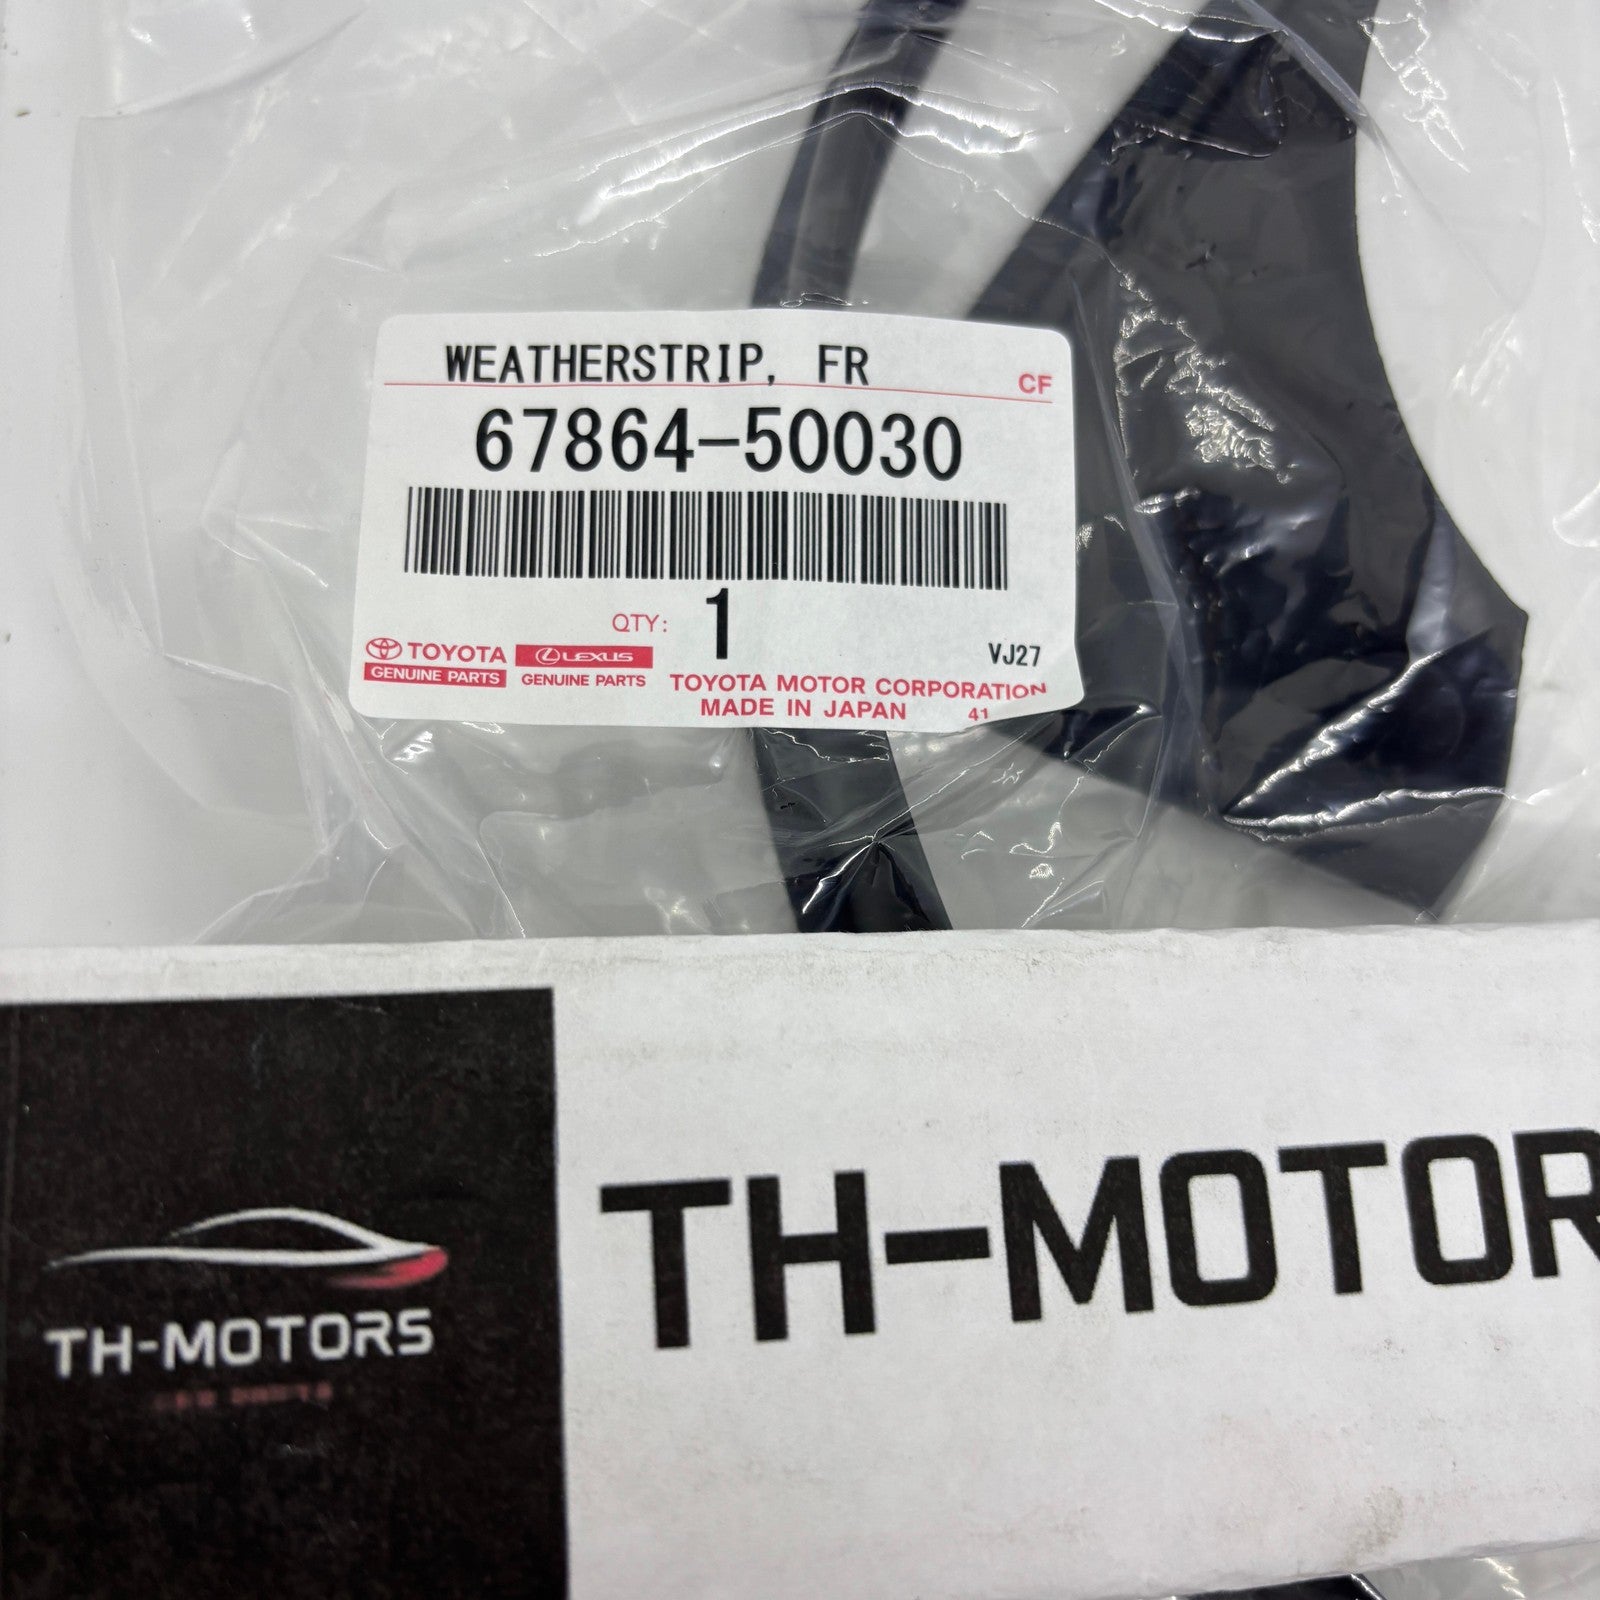 WEATHERSTRIP, FR
CF
67864-50030
QTY: 1
VJ27
TOYOTA LEXUS
GENUINE PARTS GENUINE PARTS
TOYOTA MOTOR CORPORATION
MADE IN JAPAN 41
TH-MOTOR
TH-MOTORS